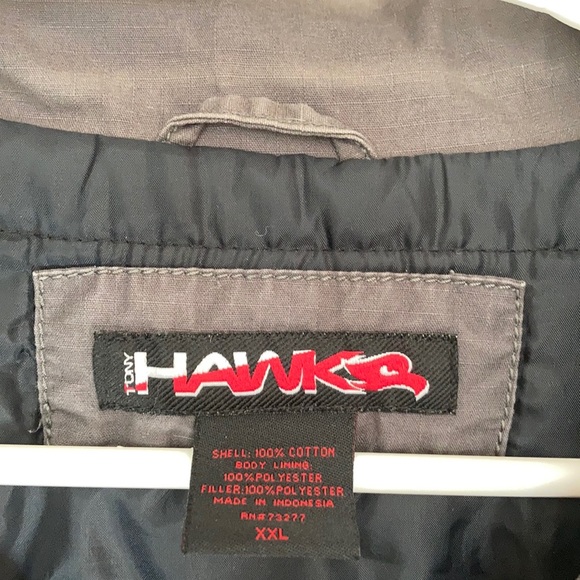 TONY
HAWK
SHELL: 100% COTTON
BODY LINING:
100% POLYESTER
FILLER: 100% POLYESTER
MADE IN INDONESIA
RN#73277
XXL